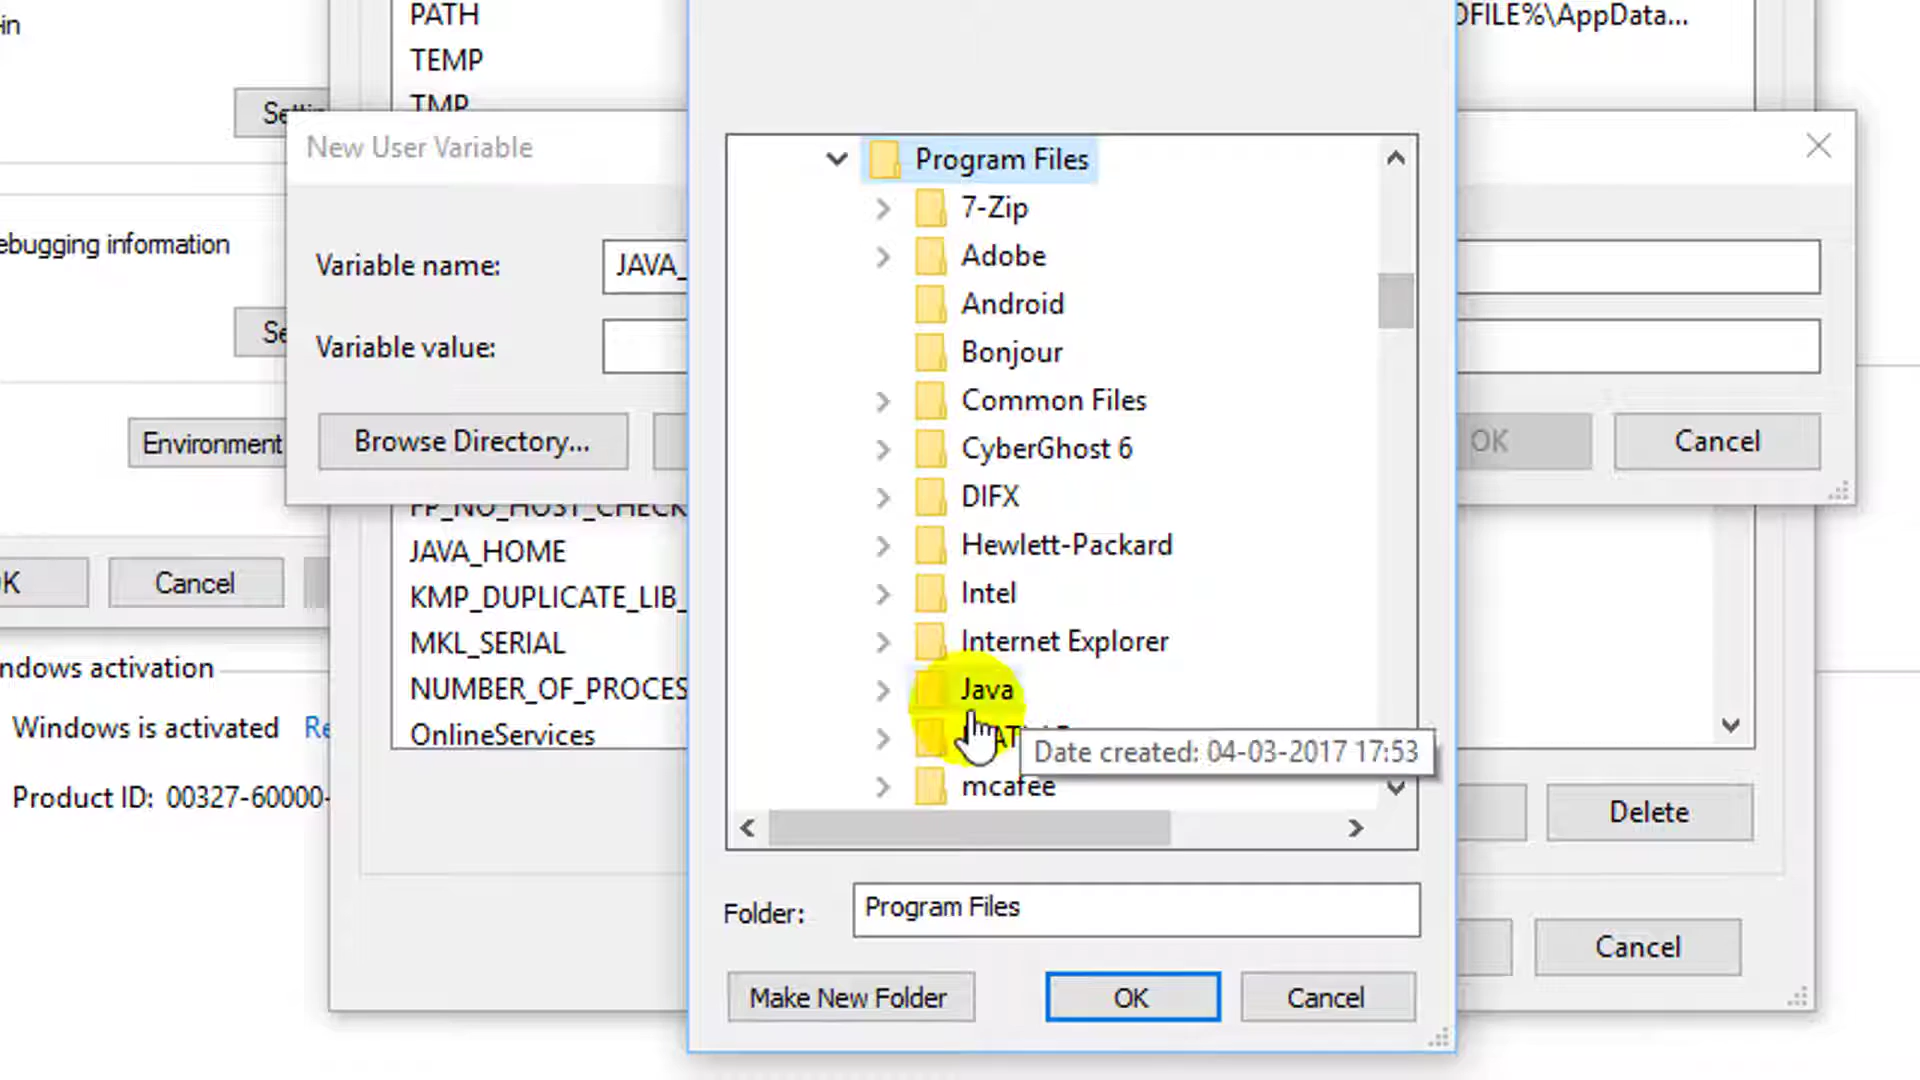 PATH
OFILE%\AppData...
TEMP
TMP
New User Variable
Program Files
7-Zip
ebugging information
Variable name:
JAVA_
Adobe
Android
Variable value:
Bonjour
Common Files
Environment
Browse Directory...
CyberGhost 6
OK
Cancel
DIFX
FP_NO_HOST_CHECK
JAVA_HOME
Hewlett-Packard
Cancel
KMP_DUPLICATE_LIB_
Intel
MKL_SERIAL
Internet Explorer
ndows activation
NUMBER_OF_PROCES
Java
Windows is activated Re
OnlineServices
Date created: 04-03-2017 17:53
Product ID: 00327-60000-
mcafee
Delete
Folder:
Program Files
Cancel
Make New Folder
OK
Cancel